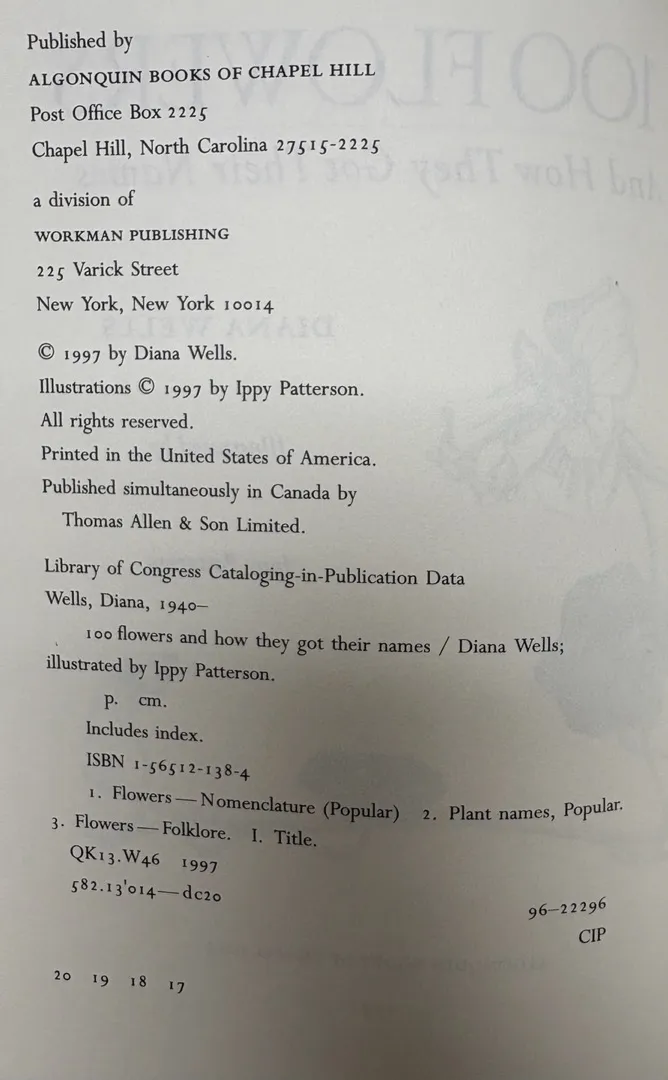 Published by
ALGONQUIN BOOKS OF CHAPEL HILL
Post Office Box 2225
Chapel Hill, North Carolina 27515-2225
a division of
WORKMAN PUBLISHING
225 Varick Street
New York, New York 10014
© 1997 by Diana Wells.
Illustrations © 1997 by Ippy Patterson.
All rights reserved.
Printed in the United States of America.
Published simultaneously in Canada by
Thomas Allen & Son Limited.
Library of Congress Cataloging-in-Publication Data
Wells, Diana, 1940–
100 flowers and how they got their names / Diana Wells;
illustrated by Ippy Patterson.
p. cm.
Includes index.
ISBN 1-56512-138-4
1. Flowers — Nomenclature (Popular) 2. Plant names, Popular.
3. Flowers — Folklore. I. Title.
QK13.W46 1997
582.13'014—dc20
96–22296
CIP
20 19 18 17